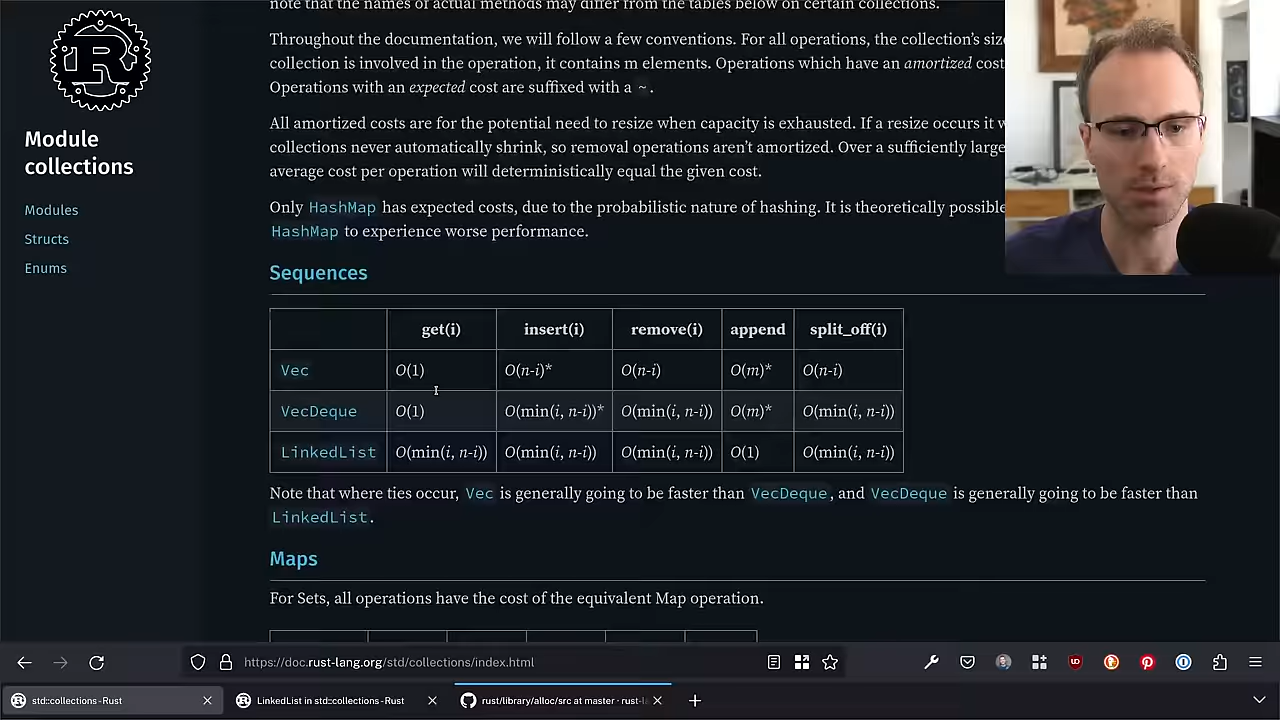 note that the names of actual methods may differ from the tables below on certain collections.
Throughout the documentation, we will follow a few conventions. For all operations, the collection's size
collection is involved in the operation, it contains m elements. Operations which have an amortized cost
Operations with an expected cost are suffixed with a ~.
All amortized costs are for the potential need to resize when capacity is exhausted. If a resize occurs it w
collections never automatically shrink, so removal operations aren't amortized. Over a sufficiently large
average cost per operation will deterministically equal the given cost.
Only HashMap has expected costs, due to the probabilistic nature of hashing. It is theoretically possible
HashMap to experience worse performance.
R
Module
collections
Modules
Structs
Enums
Sequences
get(i) insert(i) remove(i) append split_off(i)
Vec O(1) O(n-i)* O(n-i) O(m)* O(n-i)
VecDeque O(1) O(min(i, n-i))* O(min(i, n-i)) O(m)* O(min(i, n-i))
LinkedList O(min(i, n-i)) O(min(i, n-i)) O(min(i, n-i)) O(1) O(min(i, n-i))
Note that where ties occur, Vec is generally going to be faster than VecDeque, and VecDeque is generally going to be faster than
LinkedList.
Maps
For Sets, all operations have the cost of the equivalent Map operation.
https://doc.rust-lang.org/std/collections/index.html
std::collections - Rust
LinkedList in std::collections - Rust
rust/library/alloc/src at master · rust-l